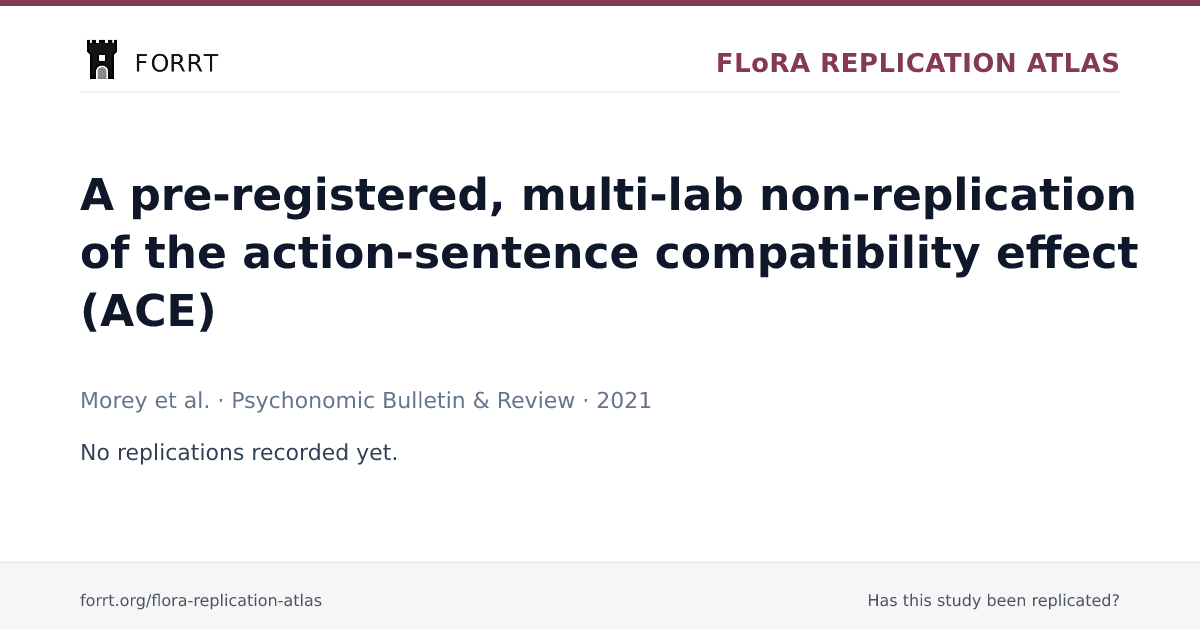 FORRT
FLoRA REPLICATION ATLAS
A pre-registered, multi-lab non-replication
of the action-sentence compatibility effect
(ACE)
Morey et al. · Psychonomic Bulletin & Review · 2021
No replications recorded yet.
forrt.org/flora-replication-atlas
Has this study been replicated?